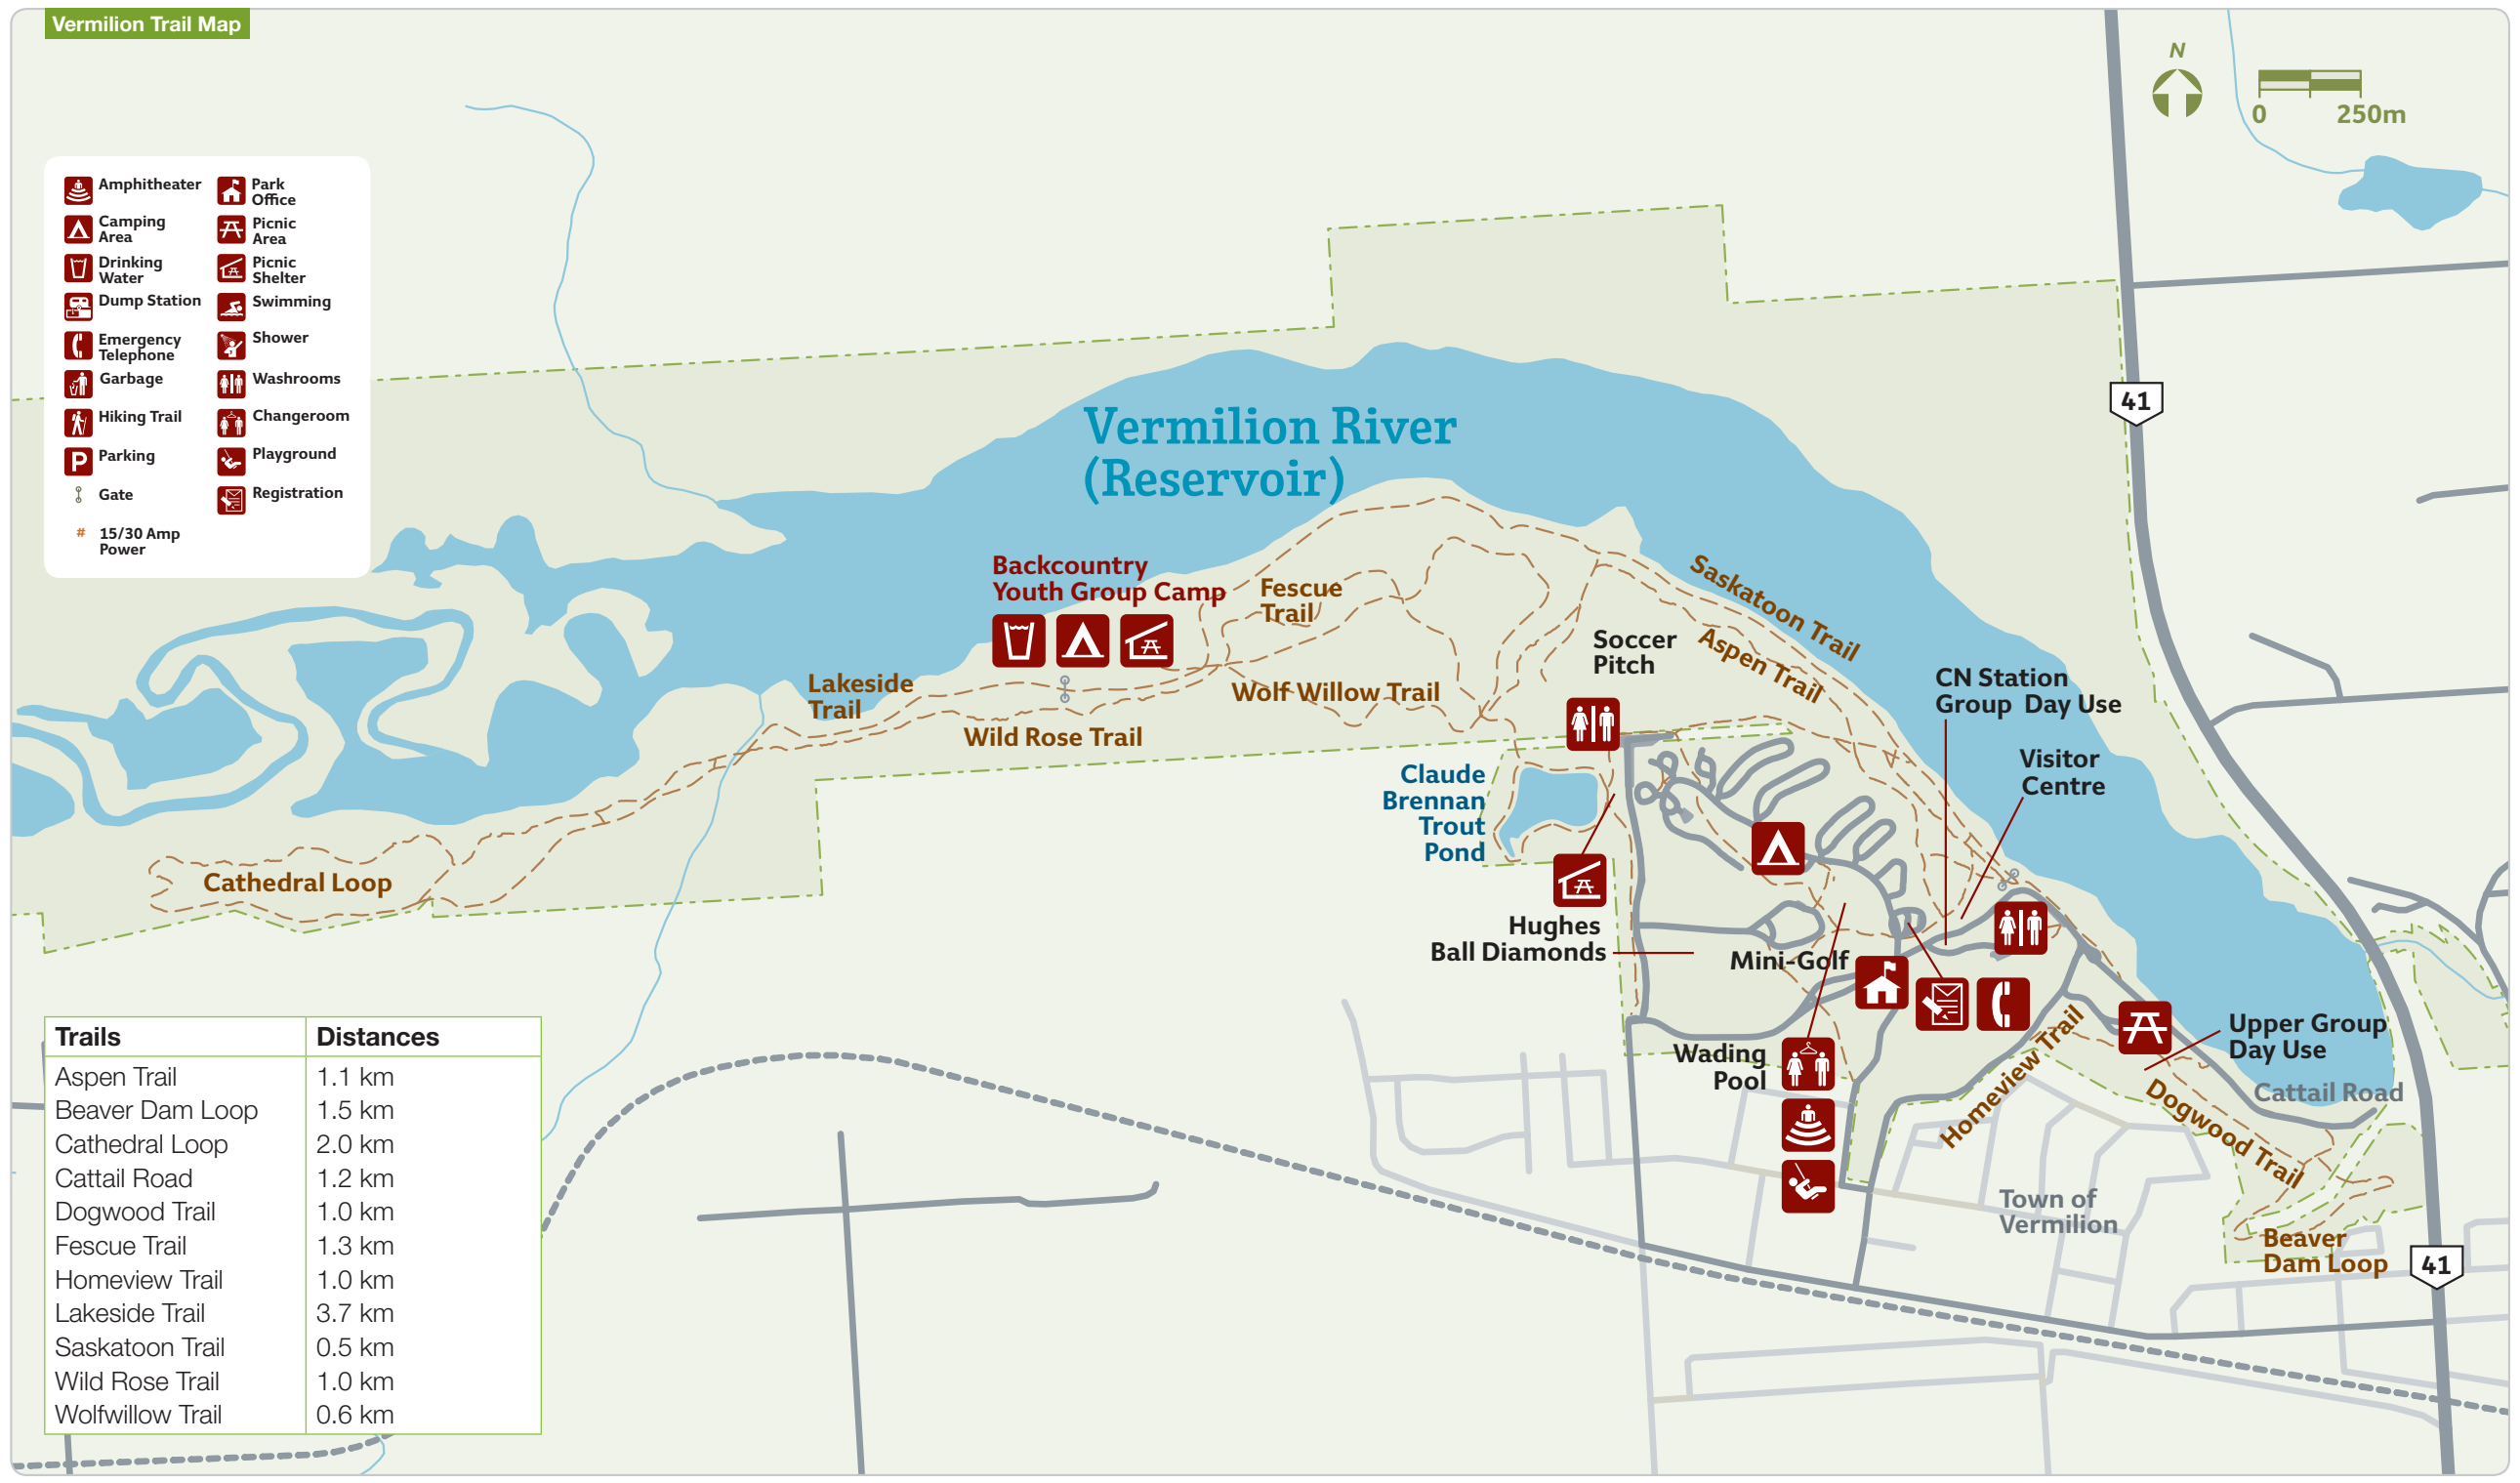 Vermilion Trail Map
N
0 250m
Amphitheater
Camping
Area
Drinking
Water
Dump Station
Emergency
Telephone
Garbage
Hiking Trail
Parking
Gate
# 15/30 Amp
Power
Park
Office
Picnic
Area
Picnic
Shelter
Swimming
Shower
Washrooms
Changeroom
Playground
Registration
P
41
Vermilion River
(Reservoir)
Backcountry
Youth Group Camp
Fescue
Trail
Saskatoon Trail
Aspen Trail
Soccer
Pitch
Lakeside
Trail
Wolf Willow Trail
Wild Rose Trail
CN Station
Group Day Use
Visitor
Centre
Claude
Brennan
Trout
Pond
Cathedral Loop
Hughes
Ball Diamonds
Mini-Golf
Wading
Pool
Homeview Trail
Upper Group
Day Use
Cattail Road
Dogwood Trail
Town of
Vermilion
Beaver
Dam Loop
41
Trails Distances
Aspen Trail 1.1 km
Beaver Dam Loop 1.5 km
Cathedral Loop 2.0 km
Cattail Road 1.2 km
Dogwood Trail 1.0 km
Fescue Trail 1.3 km
Homeview Trail 1.0 km
Lakeside Trail 3.7 km
Saskatoon Trail 0.5 km
Wild Rose Trail 1.0 km
Wolfwillow Trail 0.6 km